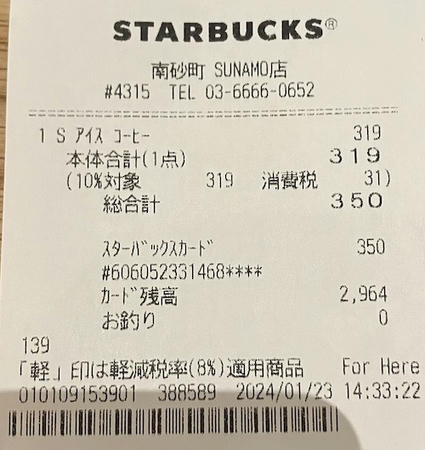 STARBUCKS®
南砂町 SUNAMO店
#4315 TEL 03-6666-0652
1 S アイス コーヒー 319
本体合計(1点) 319
(10%対象 319 消費税 31)
総合計 350
スターバックスカード 350
#606052331468****
カード残高 2,964
お釣り 0
139
「軽」印は軽減税率(8%)適用商品 For Here
010109153901 388589 2024/01/23 14:33:22